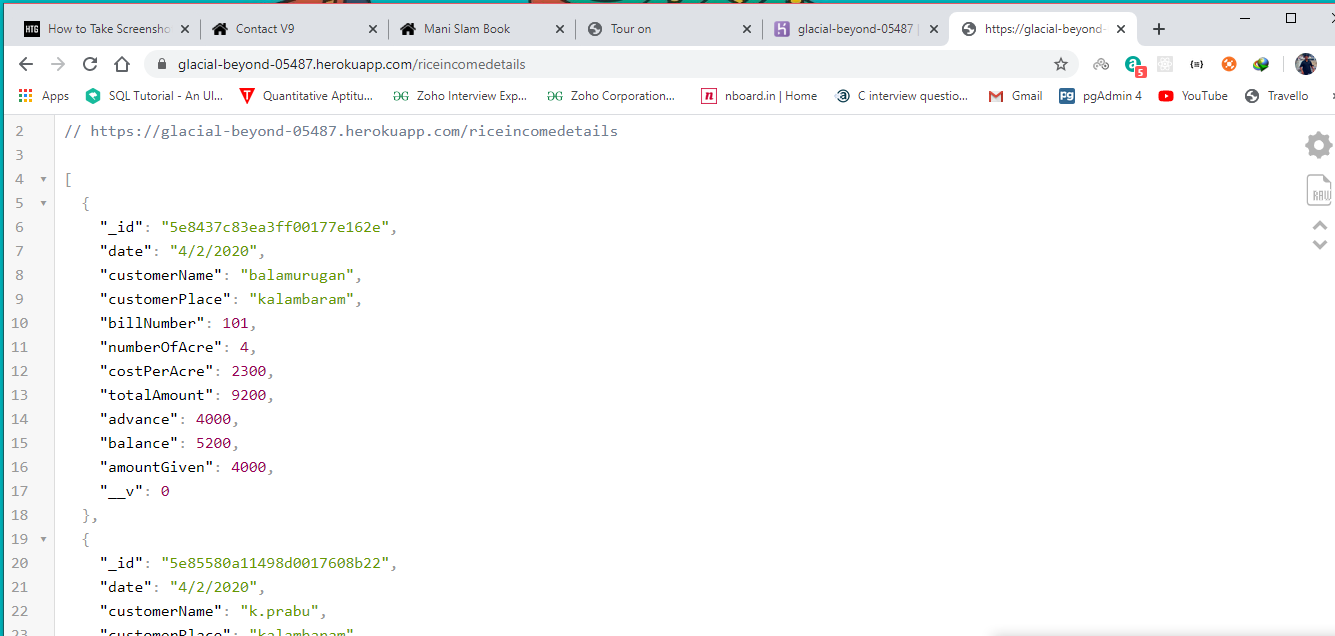 HTG How to Take Screensho
Contact V9
Mani Slam Book
Tour on
glacial-beyond-05487 |
https://glacial-beyond-
glacial-beyond-05487.herokuapp.com/riceincomedetails
a 5
{≡}
Apps
SQL Tutorial - An Ul...
Quantitative Aptitu...
Zoho Interview Exp...
Zoho Corporation...
n nboard.in | Home
a C interview questio...
Gmail
Pg pgAdmin 4
YouTube
Travello
2 // https://glacial-beyond-05487.herokuapp.com/riceincomedetails
3
4 [
5 {
6 "_id": "5e8437c83ea3ff00177e162e",
7 "date": "4/2/2020",
8 "customerName": "balamurugan",
9 "customerPlace": "kalambaram",
10 "billNumber": 101,
11 "numberOfAcre": 4,
12 "costPerAcre": 2300,
13 "totalAmount": 9200,
14 "advance": 4000,
15 "balance": 5200,
16 "amountGiven": 4000,
17 "__v": 0
18 },
19 {
20 "_id": "5e85580a11498d0017608b22",
21 "date": "4/2/2020",
22 "customerName": "k.prabu",
23 "customerPlace": "kalambaram"
RAW